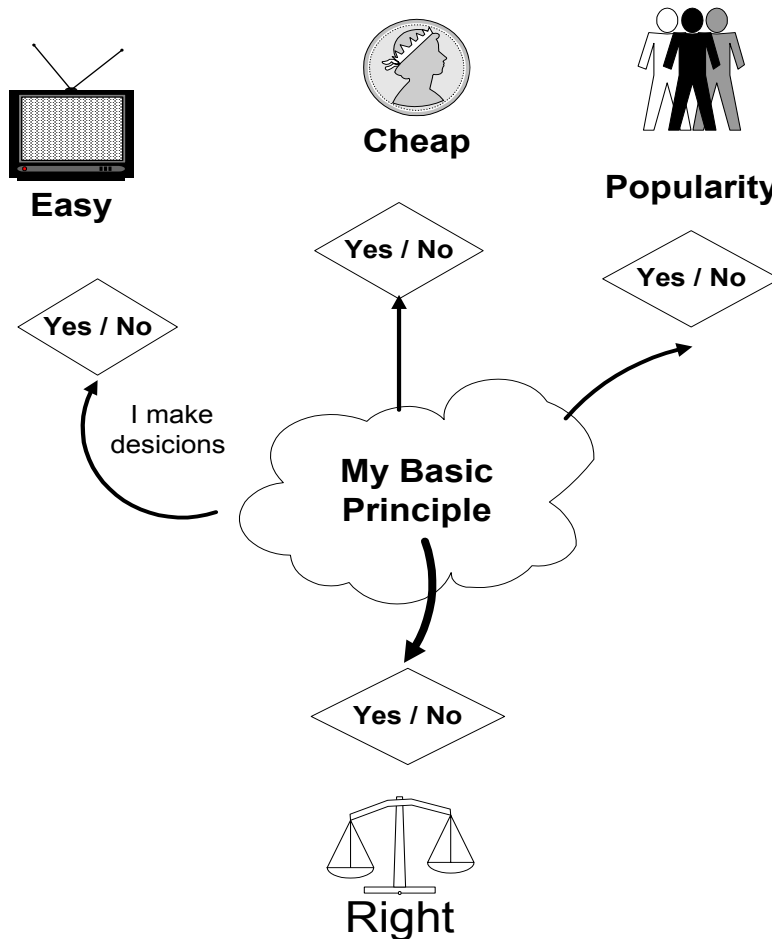 Cheap
Easy
Popularity
Yes / No
Yes / No
Yes / No
I make
desicions
My Basic
Principle
Yes / No
Right